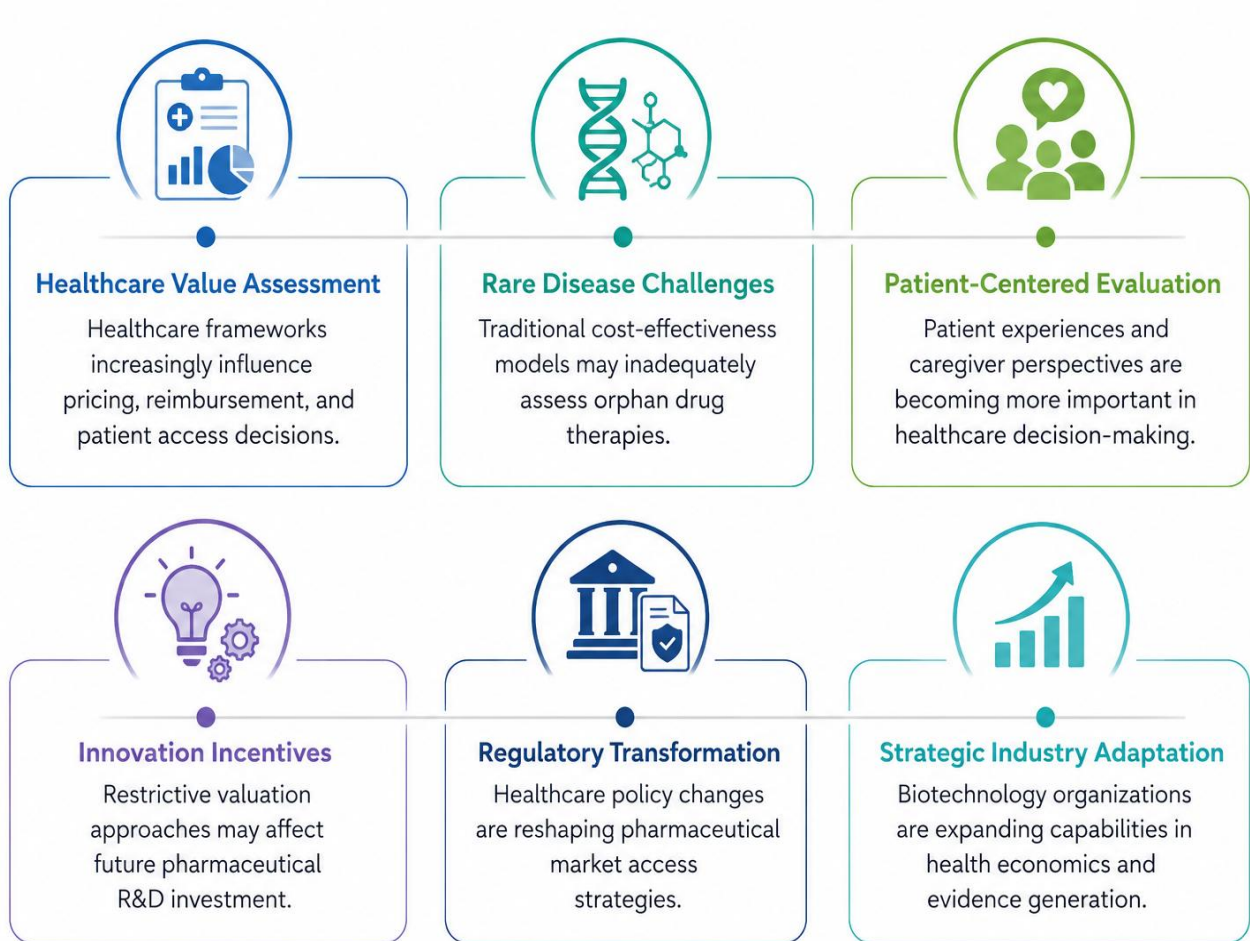 Healthcare Value Assessment
Healthcare frameworks
increasingly influence
pricing, reimbursement, and
patient access decisions.
Rare Disease Challenges
Traditional cost-effectiveness
models may inadequately
assess orphan drug
therapies.
Patient-Centered Evaluation
Patient experiences and
caregiver perspectives are
becoming more important in
healthcare decision-making.
Innovation Incentives
Restrictive valuation
approaches may affect
future pharmaceutical
R&D investment.
Regulatory Transformation
Healthcare policy changes
are reshaping pharmaceutical
market access
strategies.
Strategic Industry Adaptation
Biotechnology organizations
are expanding capabilities in
health economics and
evidence generation.